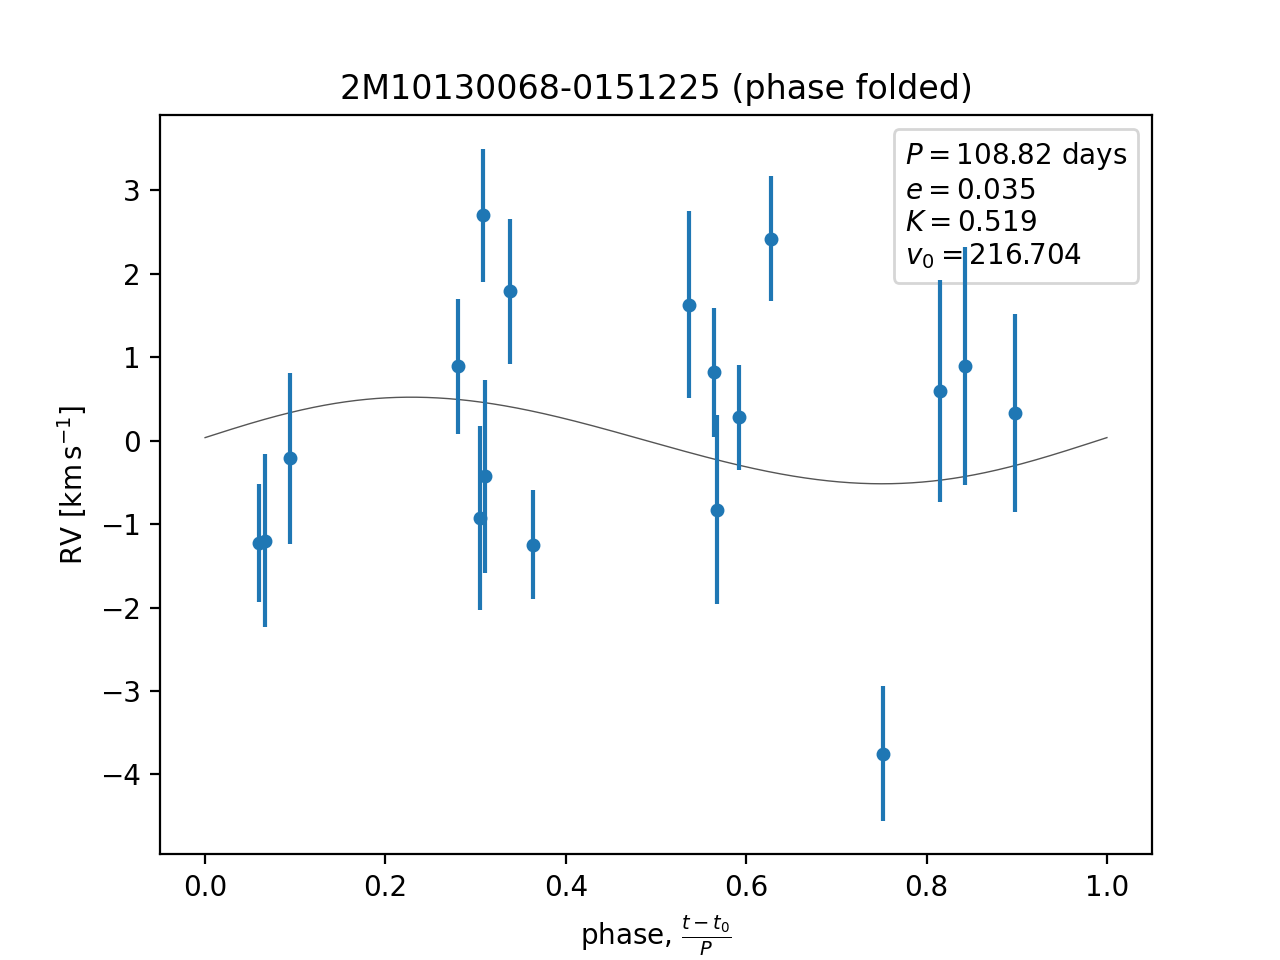 2M10130068-0151225 (phase folded)
P = 108.82 days
e = 0.035
K = 0.519
v₀ = 216.704
RV [km s⁻¹]
3
2
1
0
−1
−2
−3
−4
0.0 0.2 0.4 0.6 0.8 1.0
phase, (t − t₀)/P